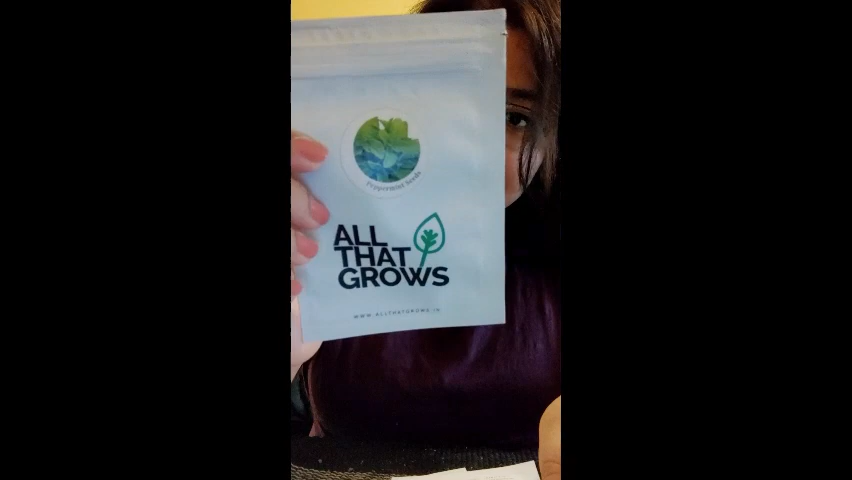 Peppermint Seeds
ALL
THAT
GROWS
WWW.ALLTHATGROWS.IN